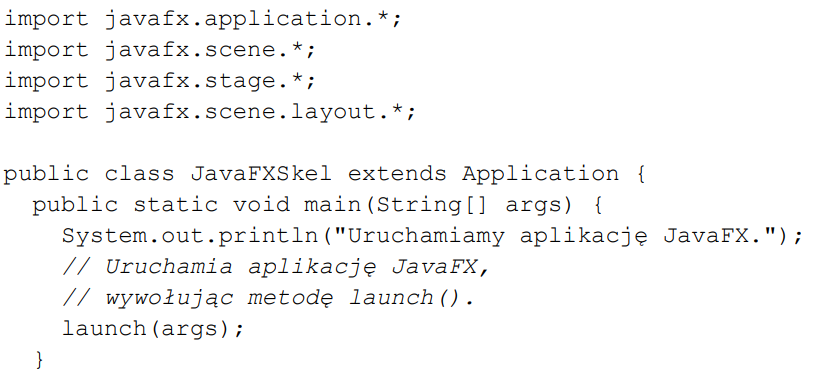 import javafx.application.*;
import javafx.scene.*;
import javafx.stage.*;
import javafx.scene.layout.*;

public class JavaFXSkel extends Application {
  public static void main(String[] args) {
    System.out.println("Uruchamiamy aplikację JavaFX.");
    // Uruchamia aplikację JavaFX,
    // wywołując metodę launch().
    launch(args);
  }